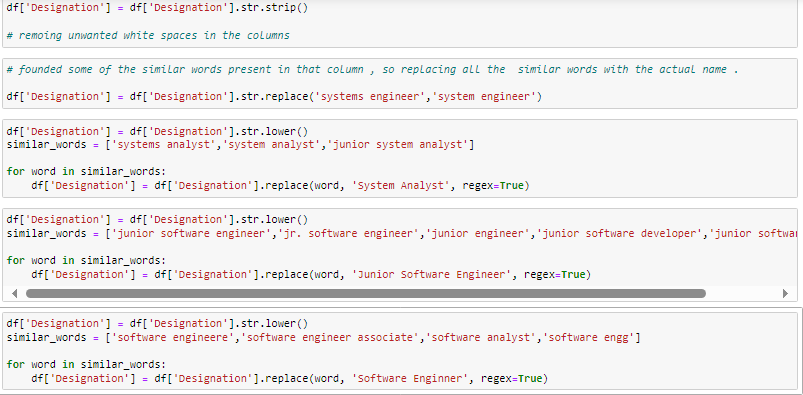 df['Designation'] = df['Designation'].str.strip()
# remoing unwanted white spaces in the columns
# founded some of the similar words present in that column , so replacing all the  similar words with the actual name .
df['Designation'] = df['Designation'].str.replace('systems engineer','system engineer')
df['Designation'] = df['Designation'].str.lower()
similar_words = ['systems analyst','system analyst','junior system analyst']
for word in similar_words:
    df['Designation'] = df['Designation'].replace(word, 'System Analyst', regex=True)
df['Designation'] = df['Designation'].str.lower()
similar_words = ['junior software engineer','jr. software engineer','junior engineer','junior software developer','junior softwa
for word in similar_words:
    df['Designation'] = df['Designation'].replace(word, 'Junior Software Engineer', regex=True)
df['Designation'] = df['Designation'].str.lower()
similar_words = ['software engineere','software engineer associate','software analyst','software engg']
for word in similar_words:
    df['Designation'] = df['Designation'].replace(word, 'Software Enginner', regex=True)